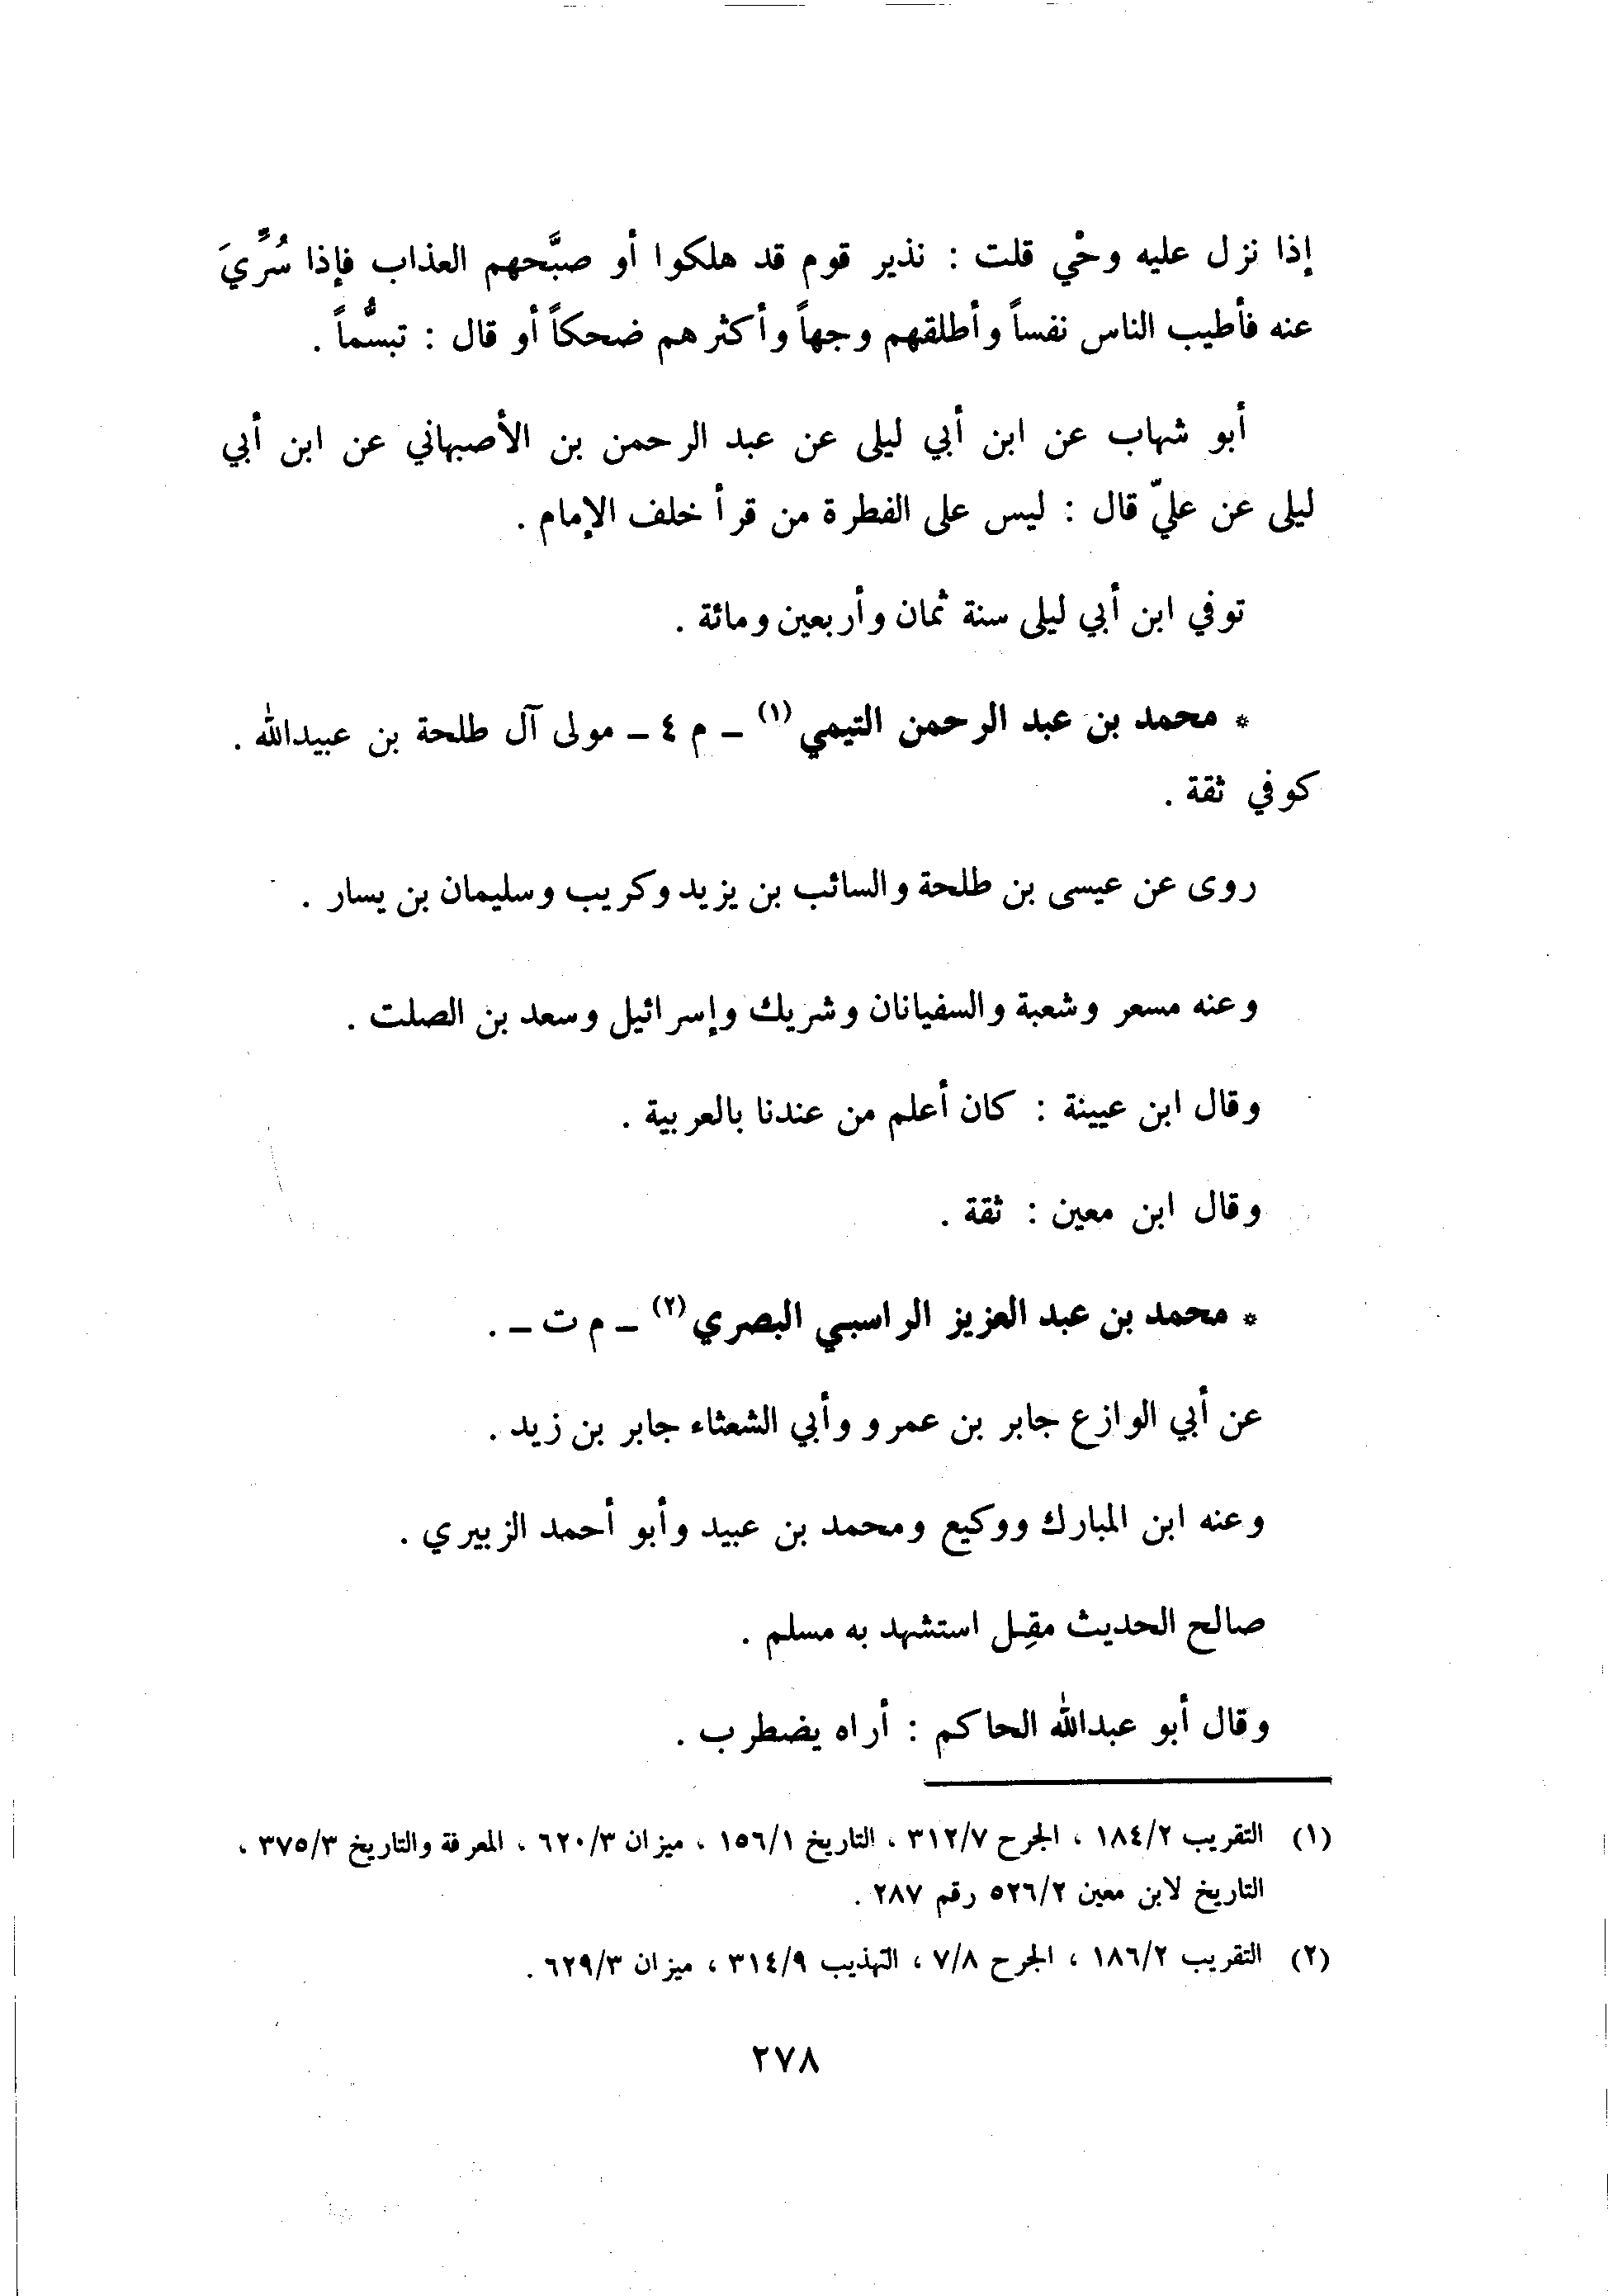 إذا نزل عليه وحْي قلت : نذير قوم قد هلكوا أو صبَّحهم العذاب فإذا سُرِّيَ
عنه فأطيب الناس نفساً وأطلقهم وجهاً وأكثرهم ضحكاً أو قال : تبسُّماً .
أبو شهاب عن ابن أبي ليلى عن عبد الرحمن بن الأصبهاني عن ابن أبي
ليلى عن عليّ قال : ليس على الفطرة من قرأ خلف الإمام .
توفي ابن أبي ليلى سنة ثمان وأربعين ومائة .
* محمد بن عبد الرحمن التيمي (١) ـ م ٤ ـ مولى آل طلحة بن عبيدالله .
كوفي ثقة .
روى عن عيسى بن طلحة والسائب بن يزيد وكريب وسليمان بن يسار .
وعنه مسعر وشعبة والسفيانان وشريك وإسرائيل وسعد بن الصلت .
وقال ابن عيينة : كان أعلم من عندنا بالعربية .
وقال ابن معين : ثقة .
* محمد بن عبد العزيز الراسبي البصري (٢) ـ م ت ـ .
عن أبي الوازع جابر بن عمرو وأبي الشعثاء جابر بن زيد .
وعنه ابن المبارك ووكيع ومحمد بن عبيد وأبو أحمد الزبيري .
صالح الحديث مقِل استشهد به مسلم .
وقال أبو عبدالله الحاكم : أراه يضطرب .
(١) التقريب ١٨٤/٢ ، الجرح ٣١٢/٧ ، التاريخ ١٥٦/١ ، ميزان ٦٢٠/٣ ، المعرفة والتاريخ ٣٧٥/٣ ،
التاريخ لابن معين ٥٢٦/٢ رقم ٢٨٧ .
(٢) التقريب ١٨٦/٢ ، الجرح ٧/٨ ، التهذيب ٣١٤/٩ ، ميزان ٦٢٩/٣ .
٢٧٨